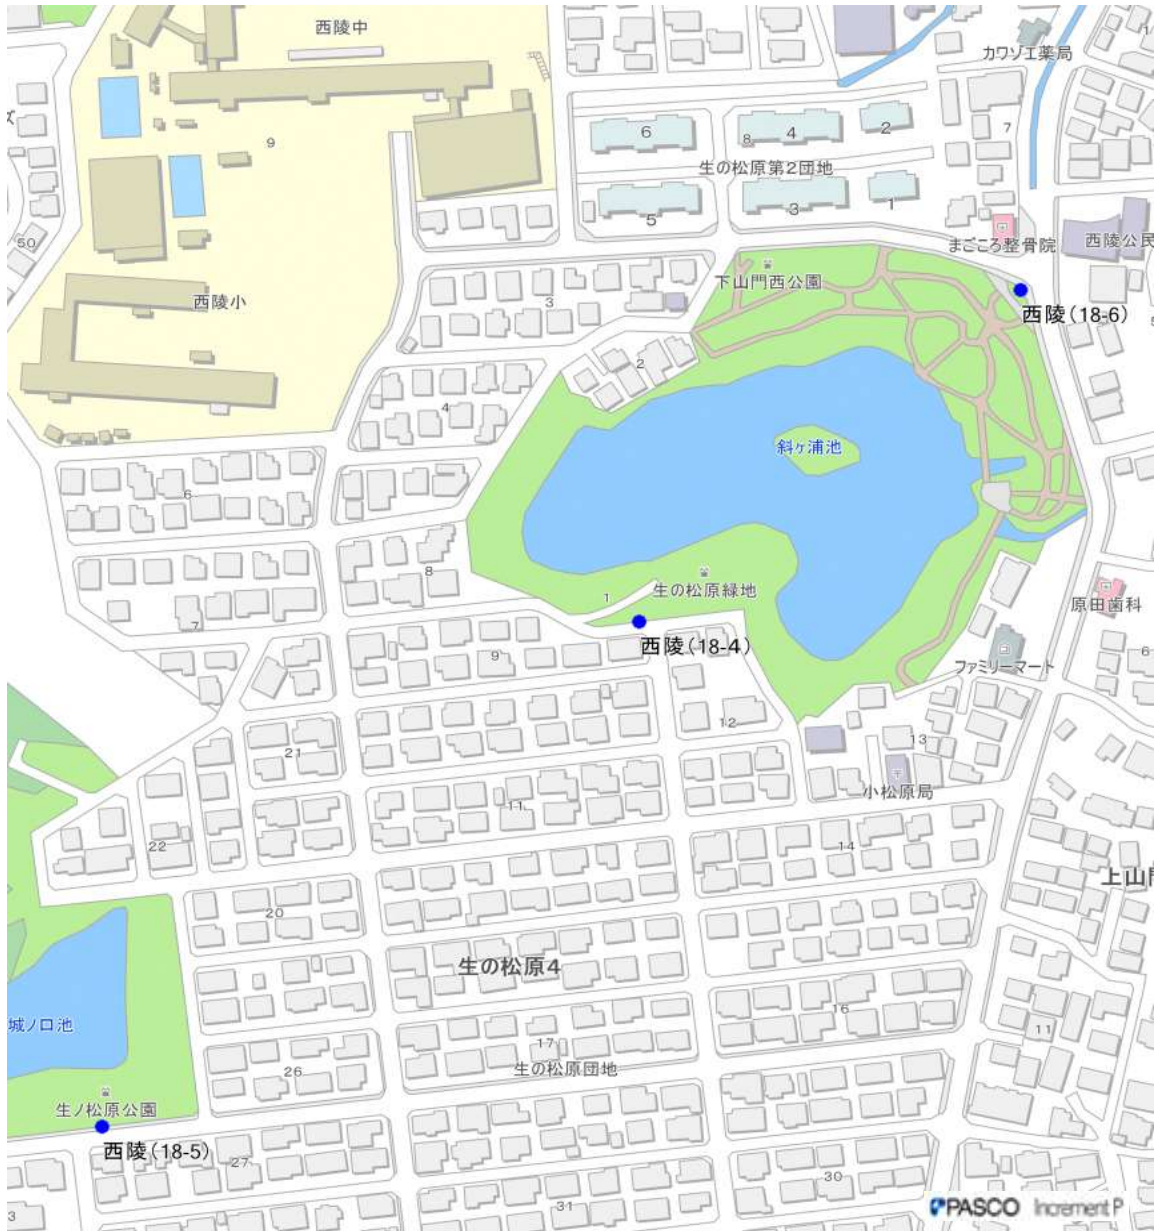 西陵中
カワゾエ薬局
9
6
8
4
2
7
生の松原第2団地
5
3
1
50
まごころ整骨院
西陵公民
西陵小
3
下山門西公園
西陵(18-6)
2
4
斜ヶ浦池
6
8
生の松原緑地
1
原田歯科
7
西陵(18-4)
9
ファミリーマート
6
12
21
13
小松原局
11
22
14
上山門
20
生の松原4
城ノ口池
16
17
11
生の松原団地
26
生ノ松原公園
西陵(18-5)
27
30
31
3
PASCO Increment P